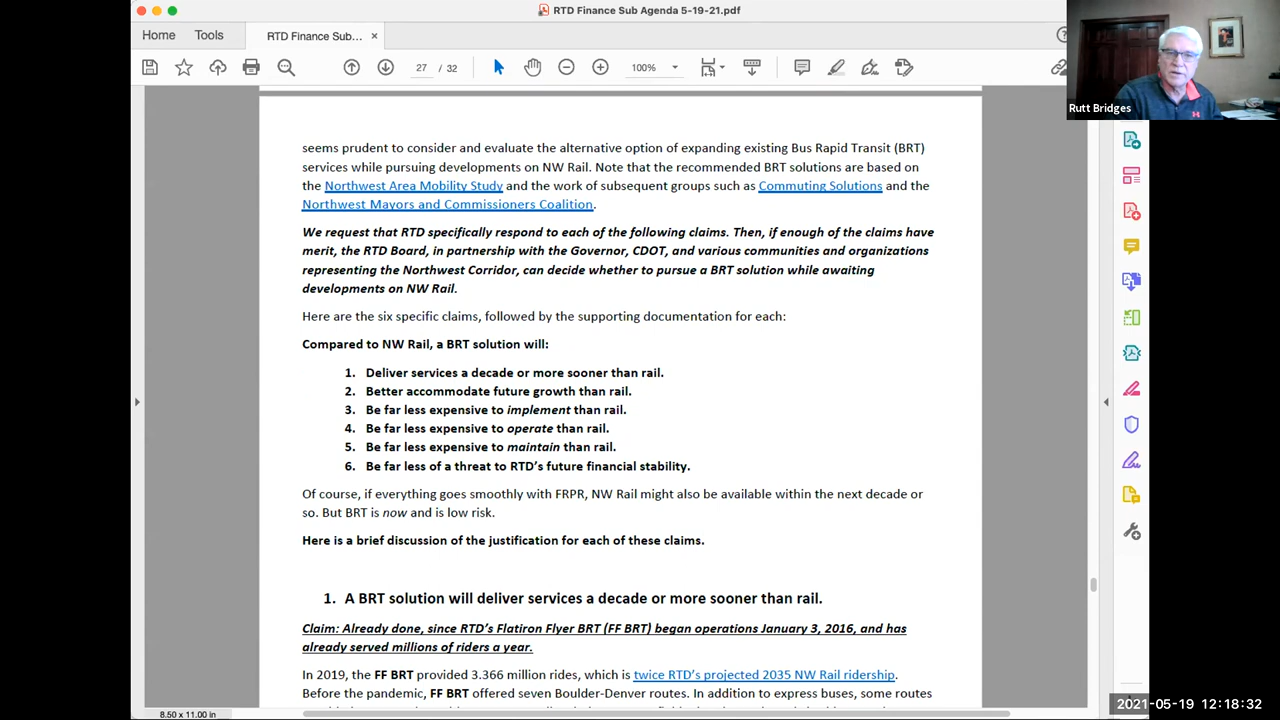 RTD Finance Sub Agenda 5-19-21.pdf
Home Tools RTD Finance Sub... ×
27 / 32 100%
Rutt Bridges
seems prudent to consider and evaluate the alternative option of expanding existing Bus Rapid Transit (BRT)
services while pursuing developments on NW Rail. Note that the recommended BRT solutions are based on
the Northwest Area Mobility Study and the work of subsequent groups such as Commuting Solutions and the
Northwest Mayors and Commissioners Coalition.
We request that RTD specifically respond to each of the following claims. Then, if enough of the claims have
merit, the RTD Board, in partnership with the Governor, CDOT, and various communities and organizations
representing the Northwest Corridor, can decide whether to pursue a BRT solution while awaiting
developments on NW Rail.
Here are the six specific claims, followed by the supporting documentation for each:
Compared to NW Rail, a BRT solution will:
1. Deliver services a decade or more sooner than rail.
2. Better accommodate future growth than rail.
3. Be far less expensive to implement than rail.
4. Be far less expensive to operate than rail.
5. Be far less expensive to maintain than rail.
6. Be far less of a threat to RTD's future financial stability.
Of course, if everything goes smoothly with FRPR, NW Rail might also be available within the next decade or
so. But BRT is now and is low risk.
Here is a brief discussion of the justification for each of these claims.
1. A BRT solution will deliver services a decade or more sooner than rail.
Claim: Already done, since RTD's Flatiron Flyer BRT (FF BRT) began operations January 3, 2016, and has
already served millions of riders a year.
In 2019, the FF BRT provided 3.366 million rides, which is twice RTD's projected 2035 NW Rail ridership.
Before the pandemic, FF BRT offered seven Boulder-Denver routes. In addition to express buses, some routes
8.50 x 11.00 in
2021-05-19 12:18:32